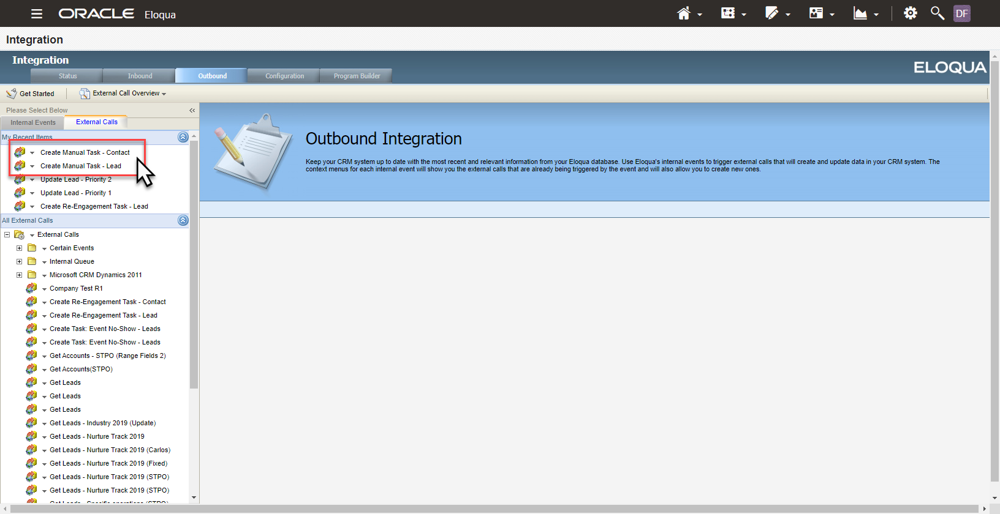 ORACLE Eloqua
DF
Integration
Integration
ELOQUA
Status Inbound Outbound Configuration Program Builder
Get Started External Call Overview
Please Select Below
Internal Events External Calls
My Recent Items
Create Manual Task - Contact
Create Manual Task - Lead
Update Lead - Priority 2
Update Lead - Priority 1
Create Re-Engagement Task - Lead
All External Calls
External Calls
Certain Events
Internal Queue
Microsoft CRM Dynamics 2011
Company Test R1
Create Re-Engagement Task - Contact
Create Re-Engagement Task - Lead
Create Task: Event No-Show - Leads
Create Task: Event No-Show - Leads
Get Accounts - STPO (Range Fields 2)
Get Accounts(STPO)
Get Leads
Get Leads
Get Leads
Get Leads - Industry 2019 (Update)
Get Leads - Nurture Track 2019
Get Leads - Nurture Track 2019 (Carlos)
Get Leads - Nurture Track 2019 (Fixed)
Get Leads - Nurture Track 2019 (STPO)
Get Leads - Nurture Track 2019 (STPO)
Get Leads - Specific operations (STPO)
Outbound Integration
Keep your CRM system up to date with the most recent and relevant information from your Eloqua database. Use Eloqua's internal events to trigger external calls that will create and update data in your CRM system. The
context menus for each internal event will show you the external calls that are already being triggered by the event and will also allow you to create new ones.